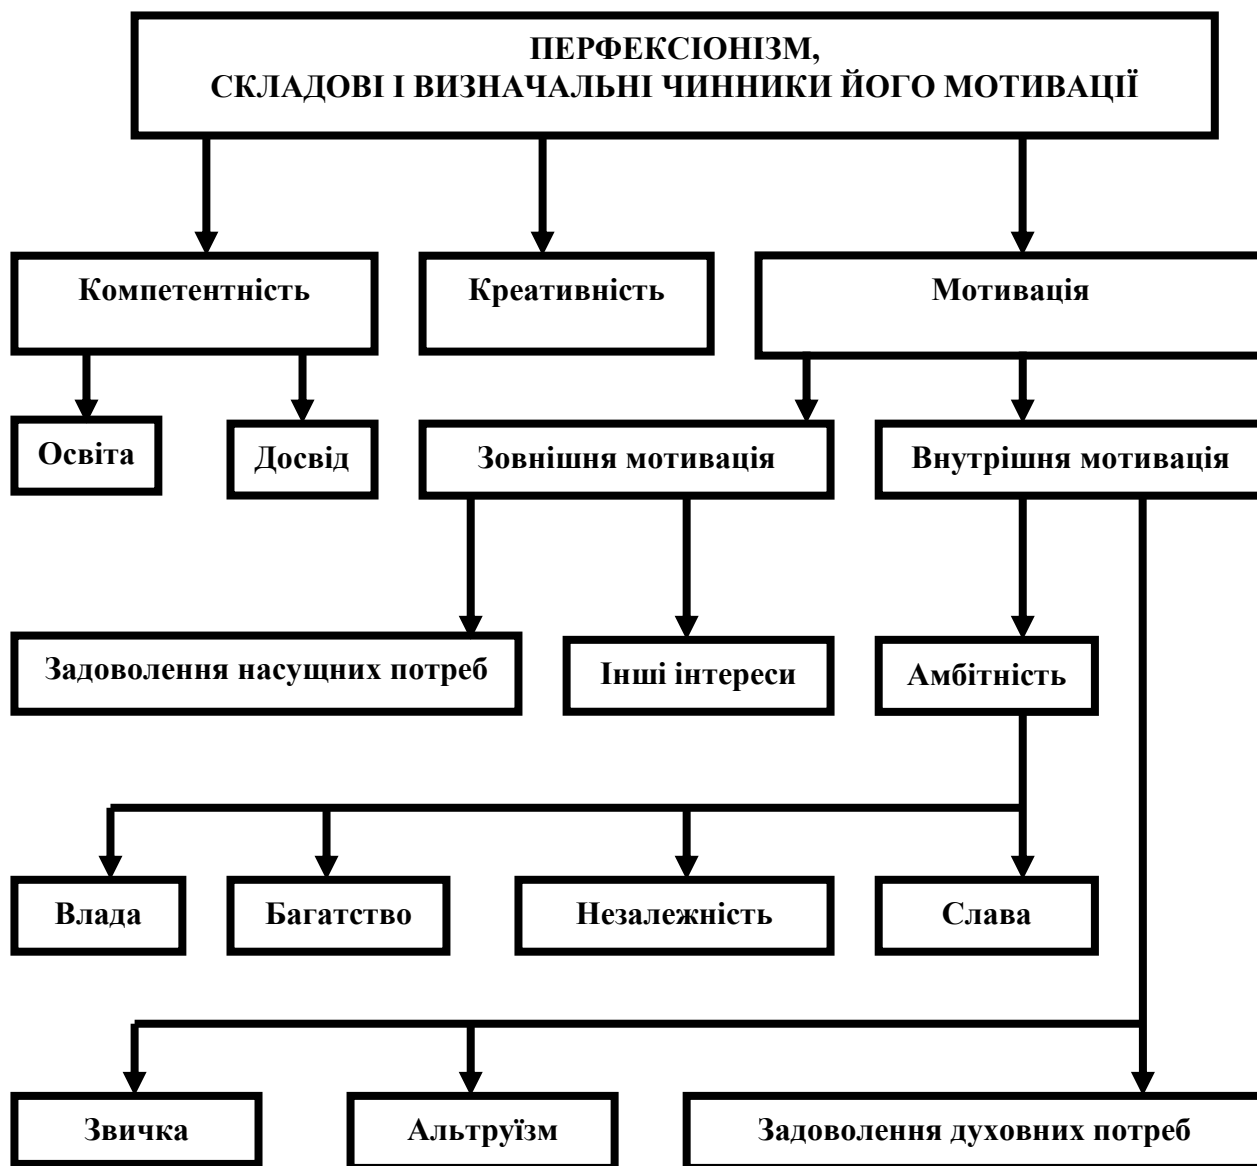 ПЕРФЕКСІОНІЗМ,
СКЛАДОВІ І ВИЗНАЧАЛЬНІ ЧИННИКИ ЙОГО МОТИВАЦІЇ
Компетентність
Креативність
Мотивація
Освіта
Досвід
Зовнішня мотивація
Внутрішня мотивація
Задоволення насущних потреб
Інші інтереси
Амбітність
Влада
Багатство
Незалежність
Слава
Звичка
Альтруїзм
Задоволення духовних потреб